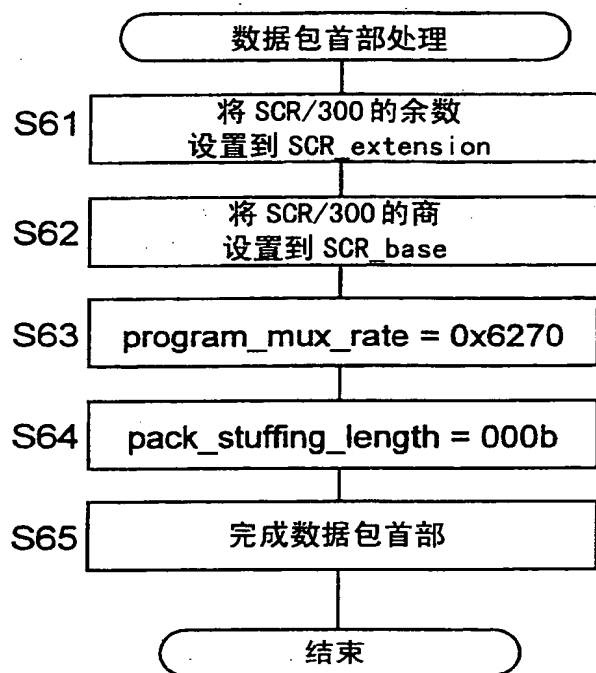 数据包首部处理
S61
将 SCR/300 的余数
设置到 SCR_extension
S62
将 SCR/300 的商
设置到 SCR_base
S63
program_mux_rate = 0x6270
S64
pack_stuffing_length = 000b
S65
完成数据包首部
结束